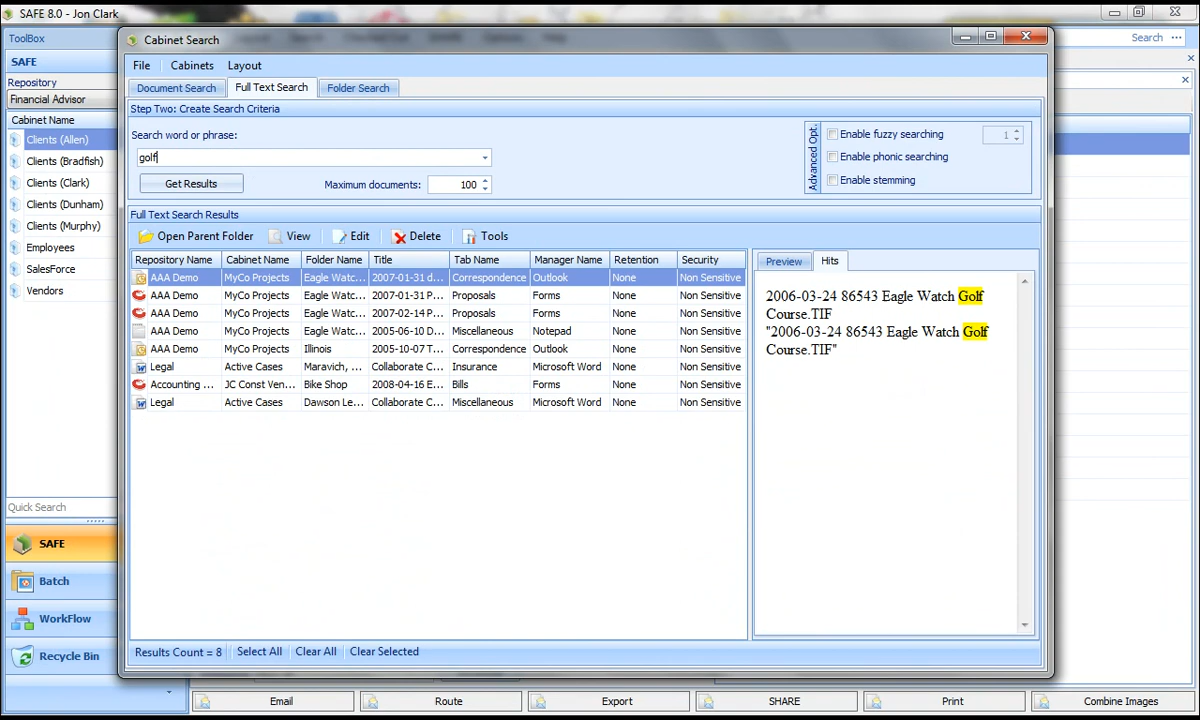 SAFE 8.0 - Jon Clark
ToolBox
Search
SAFE
Repository
Financial Advisor
Cabinet Name
Clients (Allen)
Clients (Bradfish)
Clients (Clark)
Clients (Dunham)
Clients (Murphy)
Employees
SalesForce
Vendors
Quick Search
SAFE
Batch
WorkFlow
Recycle Bin
Cabinet Search
File Cabinets Layout
Document Search Full Text Search Folder Search
Step Two: Create Search Criteria
Search word or phrase:
golf
Get Results Maximum documents: 100
Advanced Opt.
Enable fuzzy searching 1
Enable phonic searching
Enable stemming
Full Text Search Results
Open Parent Folder View Edit Delete Tools
Repository Name Cabinet Name Folder Name Title Tab Name Manager Name Retention Security
AAA Demo MyCo Projects Eagle Watc... 2007-01-31 d... Correspondence Outlook None Non Sensitive
AAA Demo MyCo Projects Eagle Watc... 2007-01-31 P... Proposals Forms None Non Sensitive
AAA Demo MyCo Projects Eagle Watc... 2007-02-14 P... Proposals Forms None Non Sensitive
AAA Demo MyCo Projects Eagle Watc... 2005-06-10 D... Miscellaneous Notepad None Non Sensitive
AAA Demo MyCo Projects Illinois 2005-10-07 T... Correspondence Outlook None Non Sensitive
Legal Active Cases Maravich, ... Collaborate C... Insurance Microsoft Word None Non Sensitive
Accounting ... JC Const Ven... Bike Shop 2008-04-16 E... Bills Forms None Non Sensitive
Legal Active Cases Dawson Le... Collaborate C... Miscellaneous Microsoft Word None Non Sensitive
Preview Hits
2006-03-24 86543 Eagle Watch Golf
Course.TIF
"2006-03-24 86543 Eagle Watch Golf
Course.TIF"
Results Count = 8 Select All Clear All Clear Selected
Email Route Export SHARE Print Combine Images